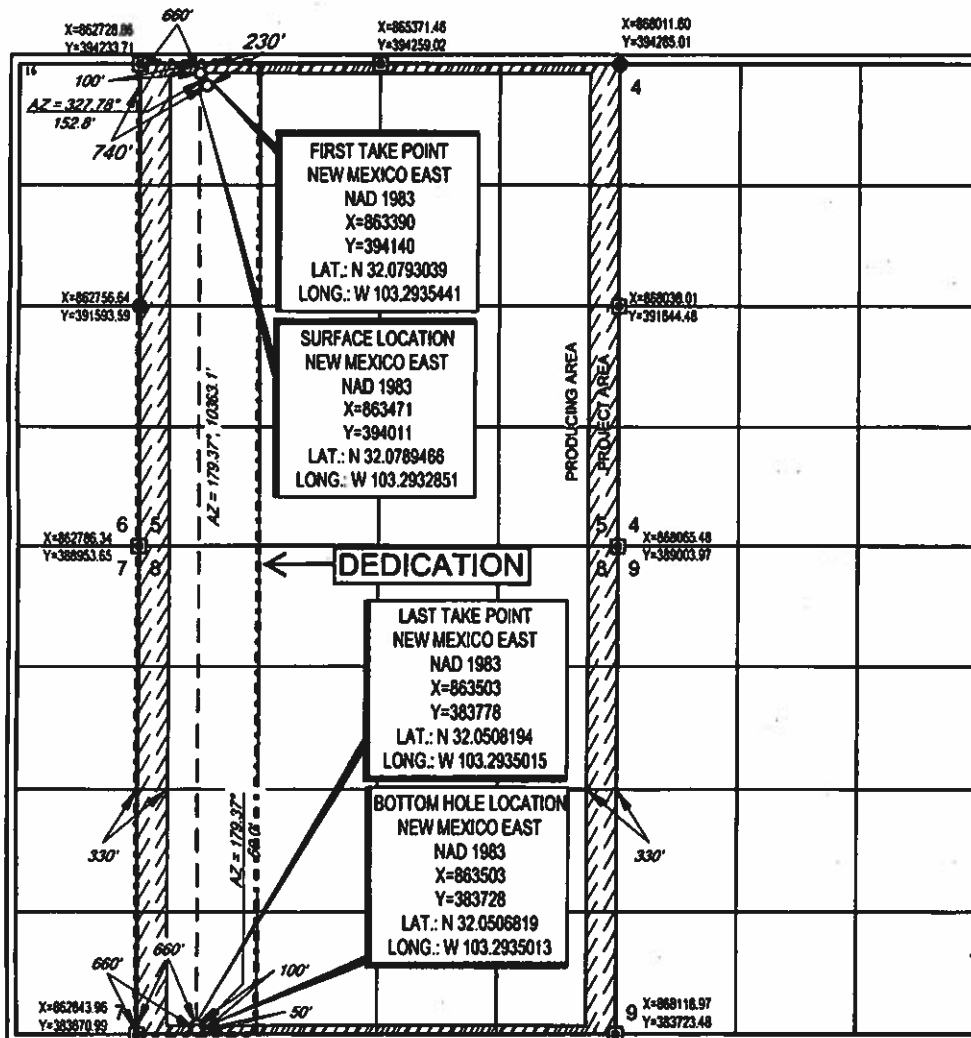 660'
X=862728.86
Y=394233.71
230'
X=865371.46
Y=394259.02
X=868011.60
Y=394285.01
16
100'
4
AZ = 327.78°
152.8'
740'
FIRST TAKE POINT
NEW MEXICO EAST
NAD 1983
X=863390
Y=394140
LAT.: N 32.0793039
LONG.: W 103.2935441
X=862756.64
Y=391593.59
X=868038.01
Y=391644.48
SURFACE LOCATION
NEW MEXICO EAST
NAD 1983
X=863471
Y=394011
LAT.: N 32.0789466
LONG.: W 103.2932851
PRODUCING AREA
PROJECT AREA
AZ = 179.37°, 10363.1'
6 5
5 4
X=862786.34
Y=388953.65
X=868065.48
Y=389003.97
7 8
8 9
DEDICATION
LAST TAKE POINT
NEW MEXICO EAST
NAD 1983
X=863503
Y=383778
LAT.: N 32.0508194
LONG.: W 103.2935015
BOTTOM HOLE LOCATION
NEW MEXICO EAST
NAD 1983
X=863503
Y=383728
LAT.: N 32.0506819
LONG.: W 103.2935013
330'
330'
AZ = 179.37°
660'
660'
100'
50'
X=862843.96
Y=383670.99
7
9
X=868118.97
Y=383723.48